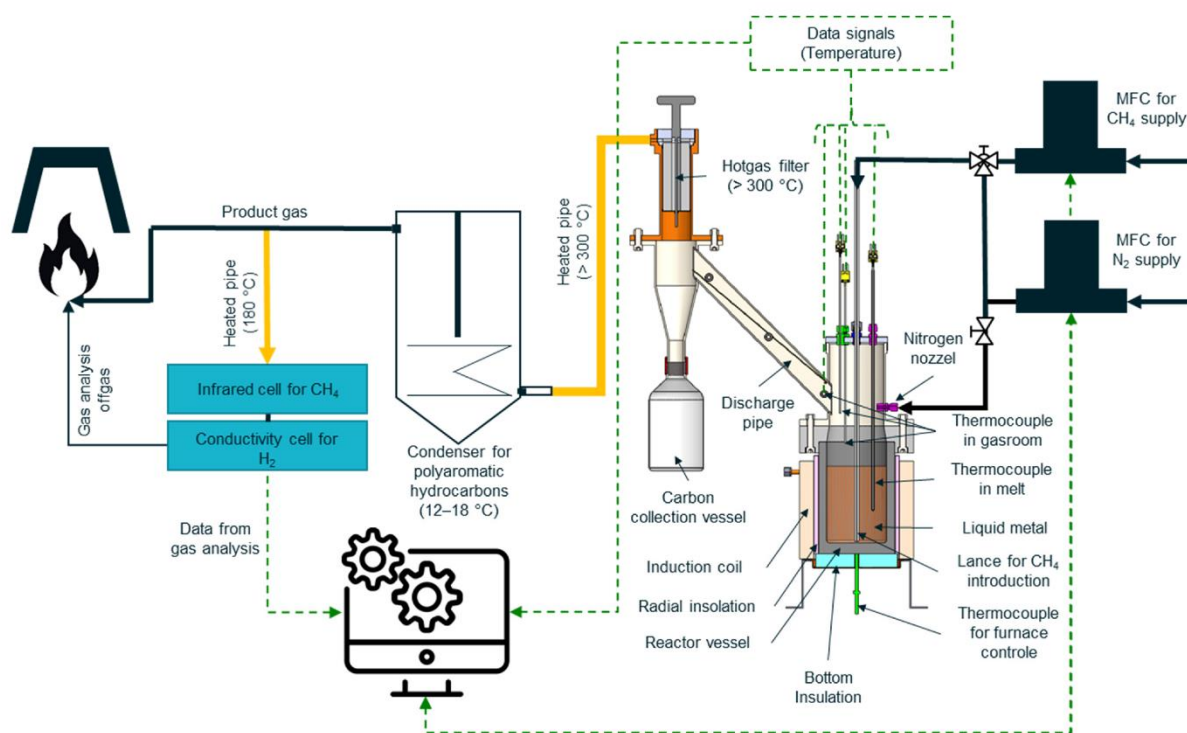 Data signals
(Temperature)
MFC for
CH₄ supply
MFC for
N₂ supply
Hotgas filter
(> 300 °C)
Product gas
Heated pipe
(> 300 °C)
Heated pipe
(180 °C)
Gas analysis
offgas
Infrared cell for CH₄
Conductivity cell for
H₂
Condenser for
polyaromatic
hydrocarbons
(12–18 °C)
Carbon
collection vessel
Discharge
pipe
Nitrogen
nozzel
Thermocouple
in gasroom
Thermocouple
in melt
Liquid metal
Lance for CH₄
introduction
Thermocouple
for furnace
controle
Data from
gas analysis
Induction coil
Radial insolation
Reactor vessel
Bottom
Insulation